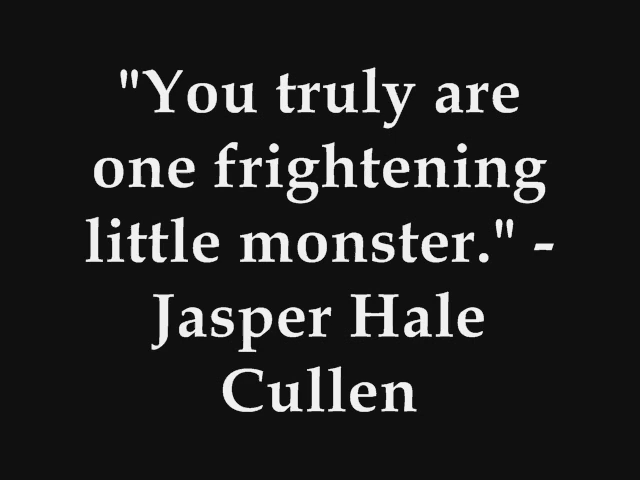 "You truly are
one frightening
little monster." -
Jasper Hale
Cullen